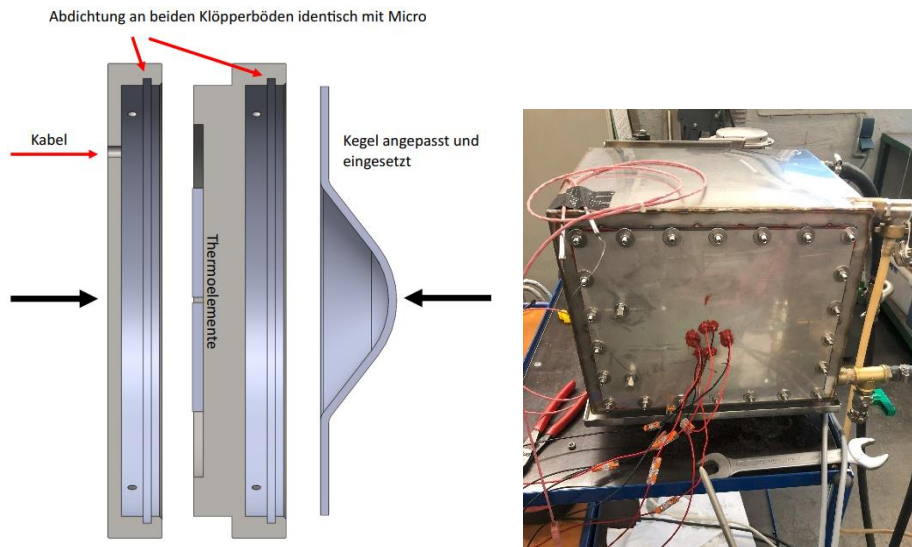 Abdichtung an beiden Klöpperböden identisch mit Micro
Kabel
Kegel angepasst und
eingesetzt
Thermoelemente